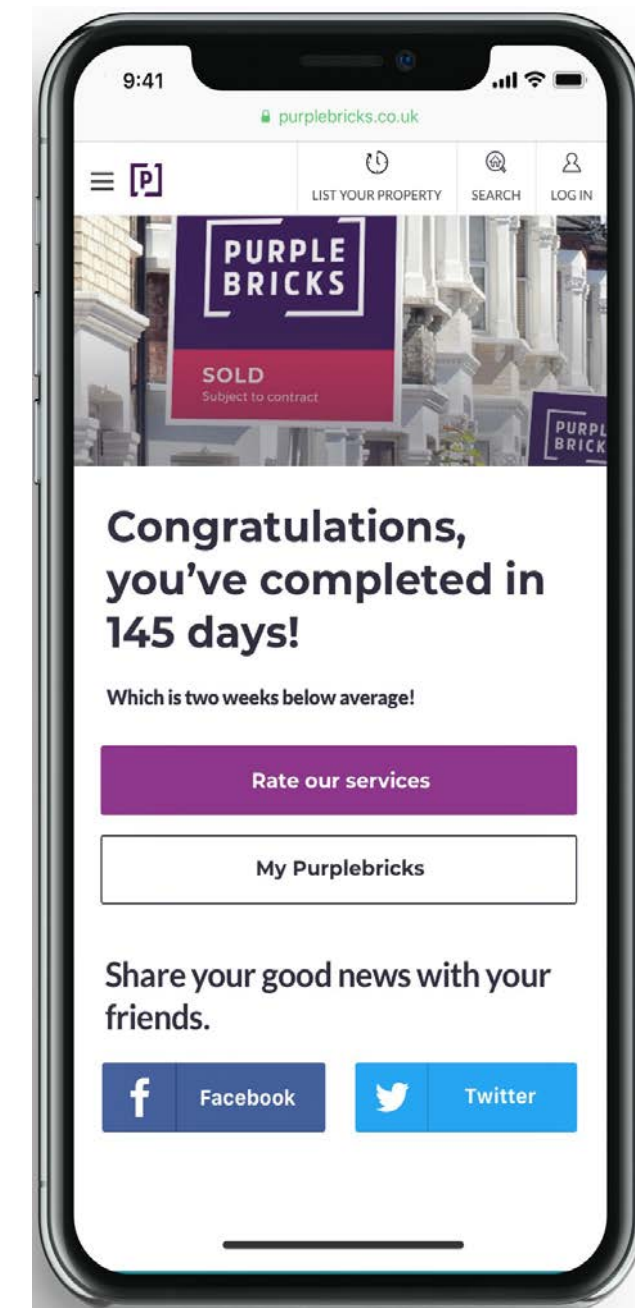 9:41
purplebricks.co.uk
[P]
LIST YOUR PROPERTY
SEARCH
LOG IN
PURPLE
BRICKS
SOLD
Subject to contract
PURPL
BRICK
Congratulations,
you’ve completed in
145 days!
Which is two weeks below average!
Rate our services
My Purplebricks
Share your good news with your
friends.
f Facebook
Twitter